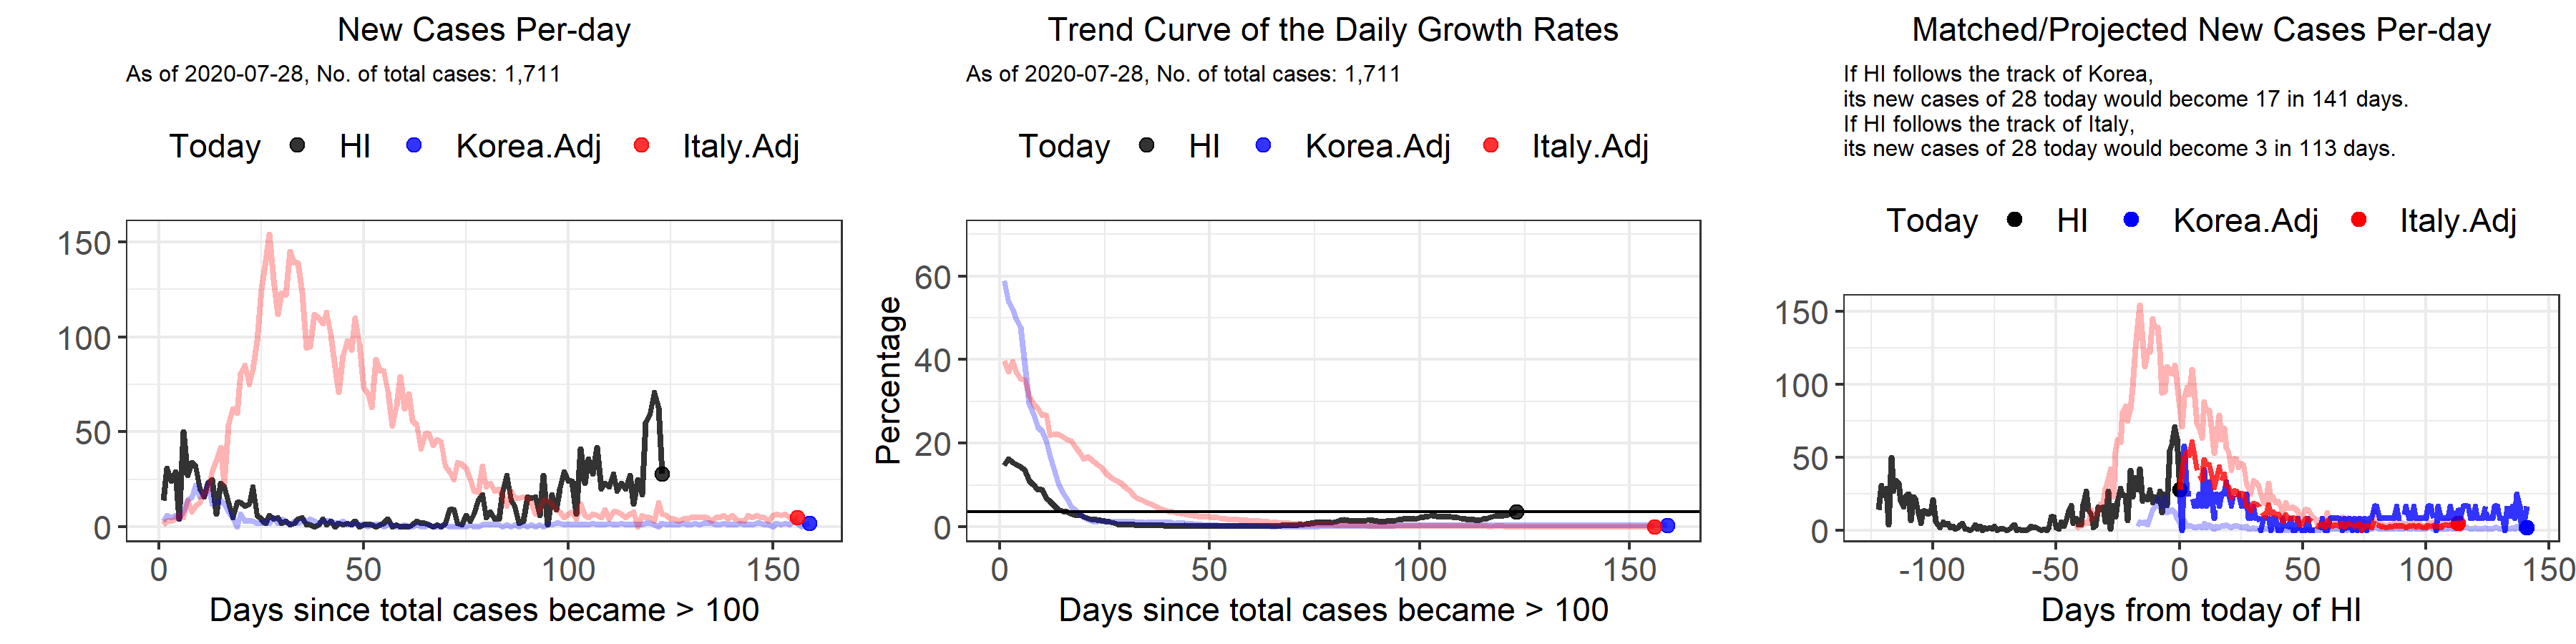 New Cases Per-day
As of 2020-07-28, No. of total cases: 1,711
Today HI Korea.Adj Italy.Adj
150
100
50
0
0 50 100 150
Days since total cases became > 100
Trend Curve of the Daily Growth Rates
As of 2020-07-28, No. of total cases: 1,711
Today HI Korea.Adj Italy.Adj
Percentage
60
40
20
0
0 50 100 150
Days since total cases became > 100
Matched/Projected New Cases Per-day
If HI follows the track of Korea,
its new cases of 28 today would become 17 in 141 days.
If HI follows the track of Italy,
its new cases of 28 today would become 3 in 113 days.
Today HI Korea.Adj Italy.Adj
150
100
50
0
-100 -50 0 50 100 150
Days from today of HI